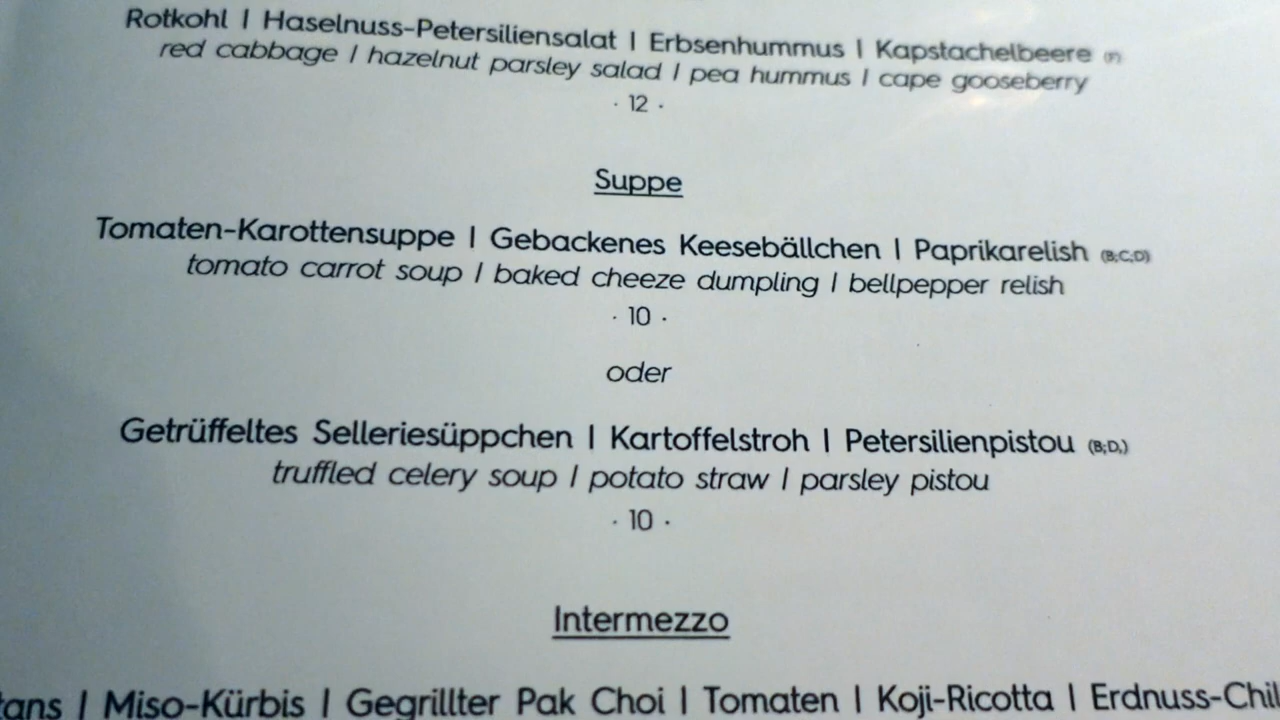 Rotkohl | Haselnuss-Petersiliensalat | Erbsenhummus | Kapstachelbeere (F)
red cabbage | hazelnut parsley salad | pea hummus | cape gooseberry
· 12 ·
Suppe
Tomaten-Karottensuppe | Gebackenes Keesebällchen | Paprikarelish (B;C;D)
tomato carrot soup | baked cheeze dumpling | bellpepper relish
· 10 ·
oder
Getrüffeltes Selleriesüppchen | Kartoffelstroh | Petersilienpistou (B;D,)
truffled celery soup | potato straw | parsley pistou
· 10 ·
Intermezzo
| Miso-Kürbis | Gegrillter Pak Choi | Tomaten | Koji-Ricotta | Erdnuss-Chil